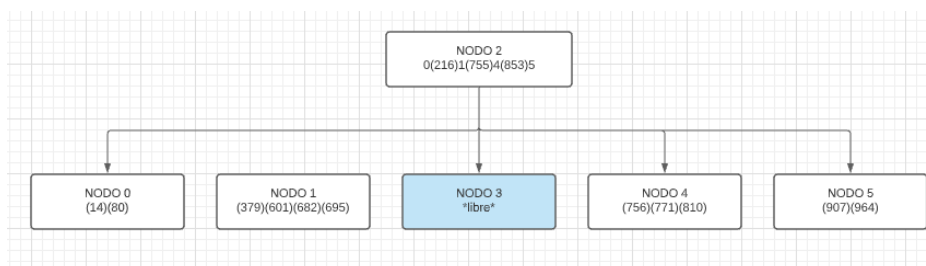 NODO 2
0(216)1(755)4(853)5
NODO 0
(14)(80)
NODO 1
(379)(601)(682)(695)
NODO 3
*libre*
NODO 4
(756)(771)(810)
NODO 5
(907)(964)